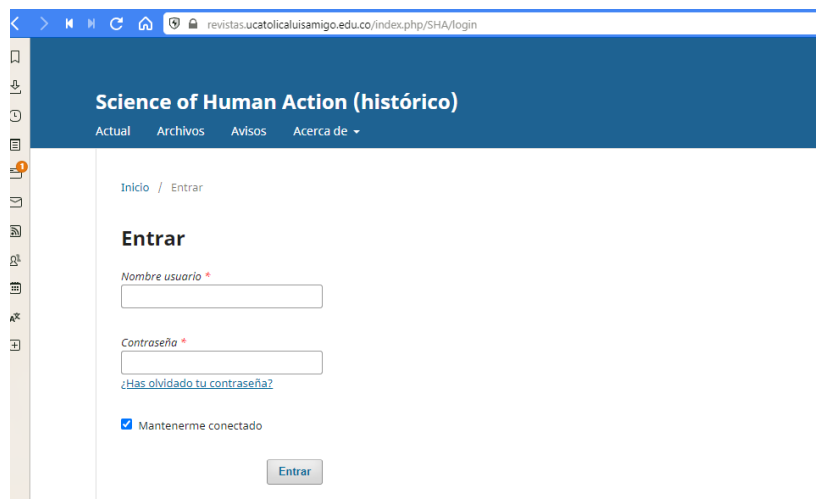 revistas.ucatolicaluisamigo.edu.co/index.php/SHA/login
Science of Human Action (histórico)
Actual Archivos Avisos Acerca de
1
Inicio / Entrar
Entrar
Nombre usuario *
Contraseña *
¿Has olvidado tu contraseña?
Mantenerme conectado
Entrar